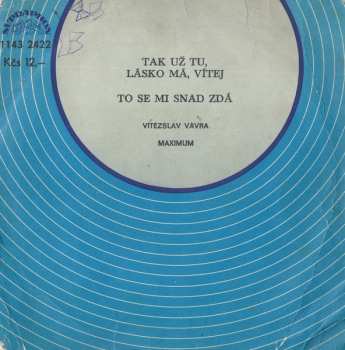 SUPRAPHON
1143 2422
Kčs 12,–
TAK UŽ TU,
LÁSKO MÁ, VÍTEJ
TO SE MI SNAD ZDÁ
VÍTĚZSLAV VÁVRA
MAXIMUM